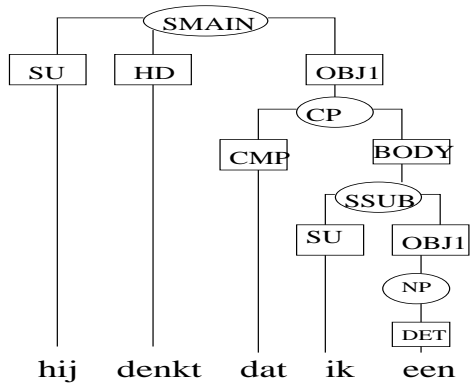 SMAIN
SU HD OBJ1
CP
CMP BODY
SSUB
SU OBJ1
NP
DET
hij denkt dat ik een